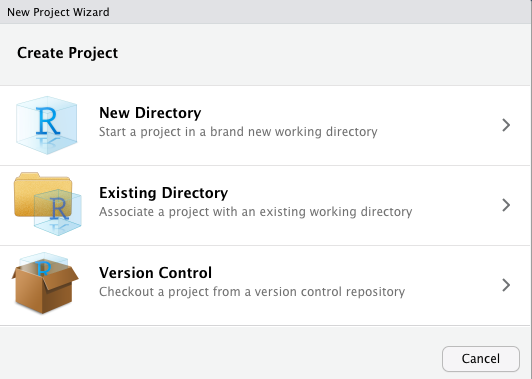 New Project Wizard
Create Project
R
New Directory
Start a project in a brand new working directory
R
Existing Directory
Associate a project with an existing working directory
R
Version Control
Checkout a project from a version control repository
Cancel